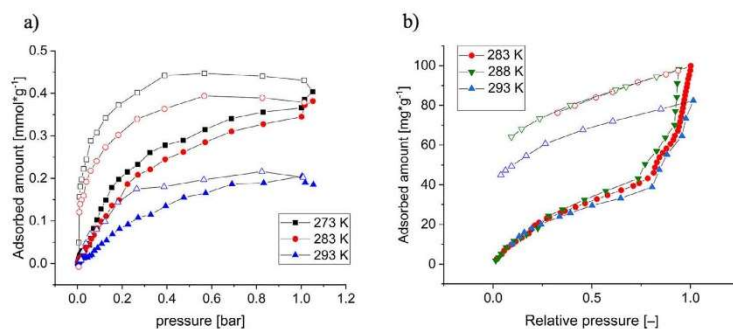 a)
Adsorbed amount [mmol*g⁻¹]
0.5
0.4
0.3
0.2
0.1
0.0
273 K
283 K
293 K
0.0 0.2 0.4 0.6 0.8 1.0 1.2
pressure [bar]
b)
Adsorbed amount [mg*g⁻¹]
100
80
60
40
20
0
283 K
288 K
293 K
0.0 0.5 1.0
Relative pressure [–]